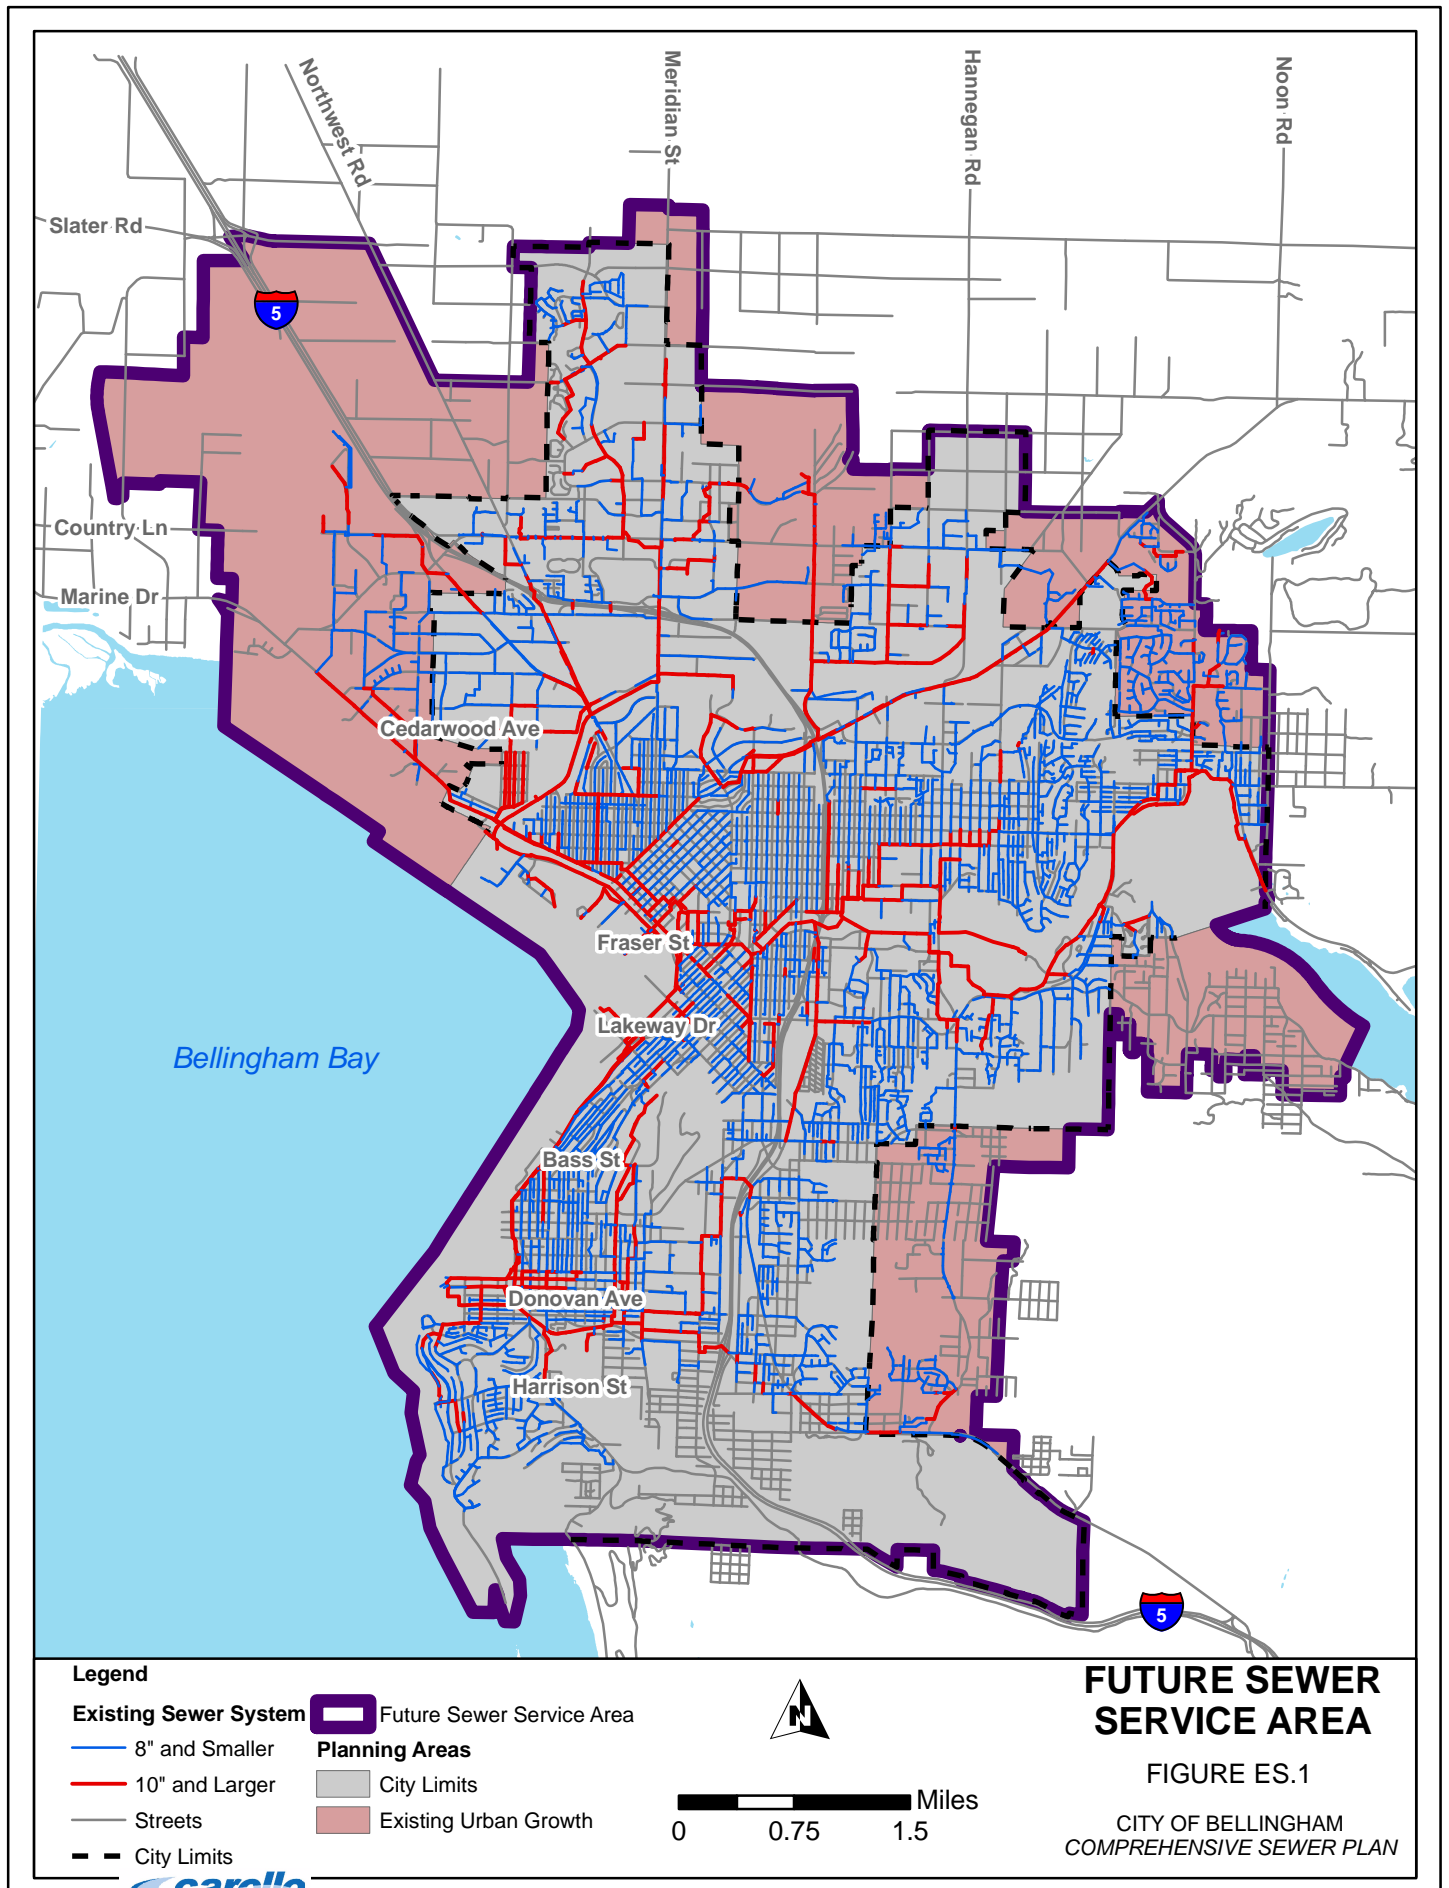 Northwest Rd
Meridian St
Hannegan Rd
Noon Rd
Slater Rd
5
Country Ln
Marine Dr
Cedarwood Ave
Fraser St
Lakeway Dr
Bellingham Bay
Bass St
Donovan Ave
Harrison St
5
Legend
Existing Sewer System
8" and Smaller
10" and Larger
Streets
City Limits
Future Sewer Service Area
Planning Areas
City Limits
Existing Urban Growth
N
Miles
0 0.75 1.5
FUTURE SEWER
SERVICE AREA
FIGURE ES.1
CITY OF BELLINGHAM
COMPREHENSIVE SEWER PLAN
carollo